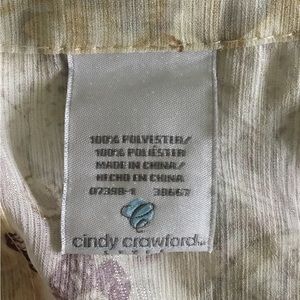 100% POLYESTER/
100% POLIÉSTER
MADE IN CHINA/
HECHO EN CHINA
07398-1 38667
cindy crawford